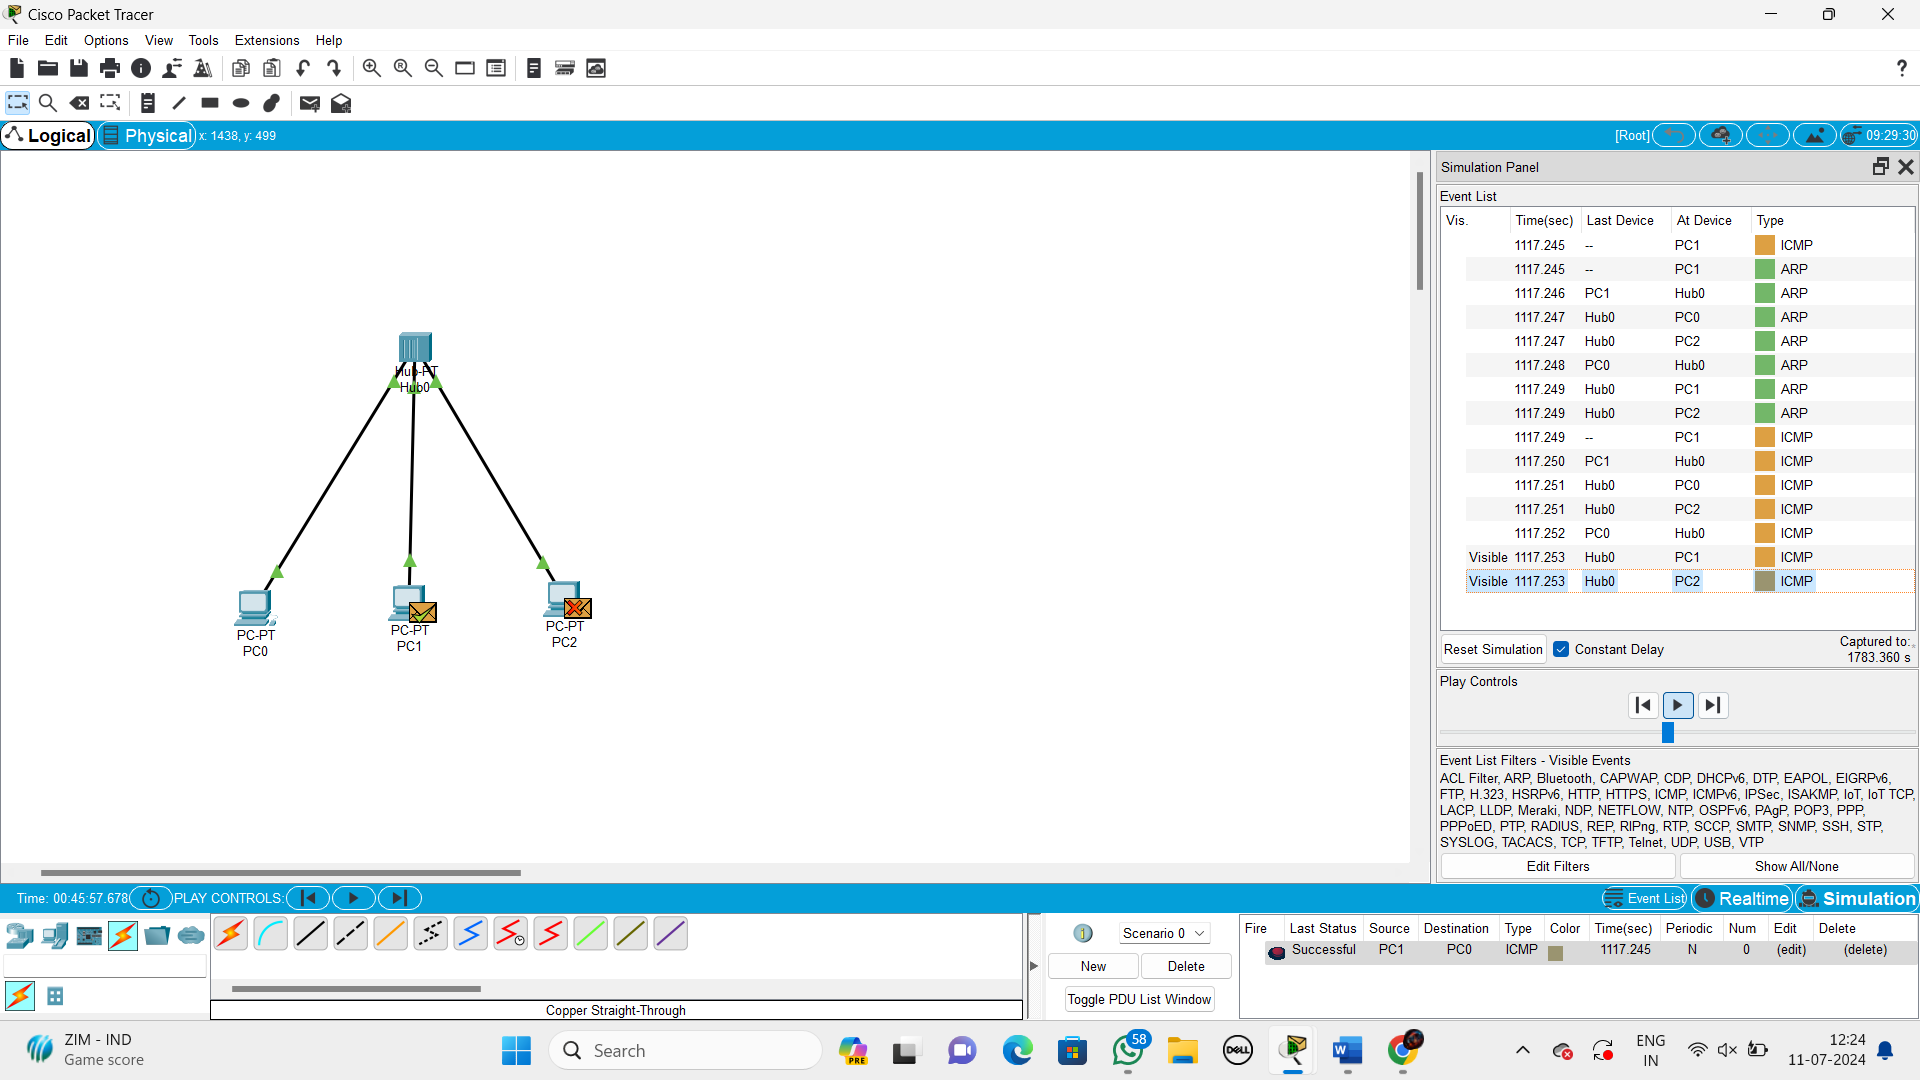 Cisco Packet Tracer
File Edit Options View Tools Extensions Help
Logical Physical x: 1438, y: 499 [Root] 09:29:30
Hub-PT
Hub0
PC-PT
PC0
PC-PT
PC1
PC-PT
PC2
Simulation Panel
Event List
Vis. Time(sec) Last Device At Device Type
1117.245 -- PC1 ICMP
1117.245 -- PC1 ARP
1117.246 PC1 Hub0 ARP
1117.247 Hub0 PC0 ARP
1117.247 Hub0 PC2 ARP
1117.248 PC0 Hub0 ARP
1117.249 Hub0 PC1 ARP
1117.249 Hub0 PC2 ARP
1117.249 -- PC1 ICMP
1117.250 PC1 Hub0 ICMP
1117.251 Hub0 PC0 ICMP
1117.251 Hub0 PC2 ICMP
1117.252 PC0 Hub0 ICMP
Visible 1117.253 Hub0 PC1 ICMP
Visible 1117.253 Hub0 PC2 ICMP
Reset Simulation Constant Delay Captured to:
1783.360 s
Play Controls
Event List Filters - Visible Events
ACL Filter, ARP, Bluetooth, CAPWAP, CDP, DHCPv6, DTP, EAPOL, EIGRPv6,
FTP, H.323, HSRPv6, HTTP, HTTPS, ICMP, ICMPv6, IPSec, ISAKMP, IoT, IoT TCP,
LACP, LLDP, Meraki, NDP, NETFLOW, NTP, OSPFv6, PAgP, POP3, PPP,
PPPoED, PTP, RADIUS, REP, RIPng, RTP, SCCP, SMTP, SNMP, SSH, STP,
SYSLOG, TACACS, TCP, TFTP, Telnet, UDP, USB, VTP
Edit Filters Show All/None
Time: 00:45:57.678 PLAY CONTROLS: Event List Realtime Simulation
Copper Straight-Through
Scenario 0
New Delete
Toggle PDU List Window
Fire Last Status Source Destination Type Color Time(sec) Periodic Num Edit Delete
Successful PC1 PC0 ICMP 1117.245 N 0 (edit) (delete)
ZIM - IND
Game score
Search
PRE
58
DELL
ENG
IN
12:24
11-07-2024